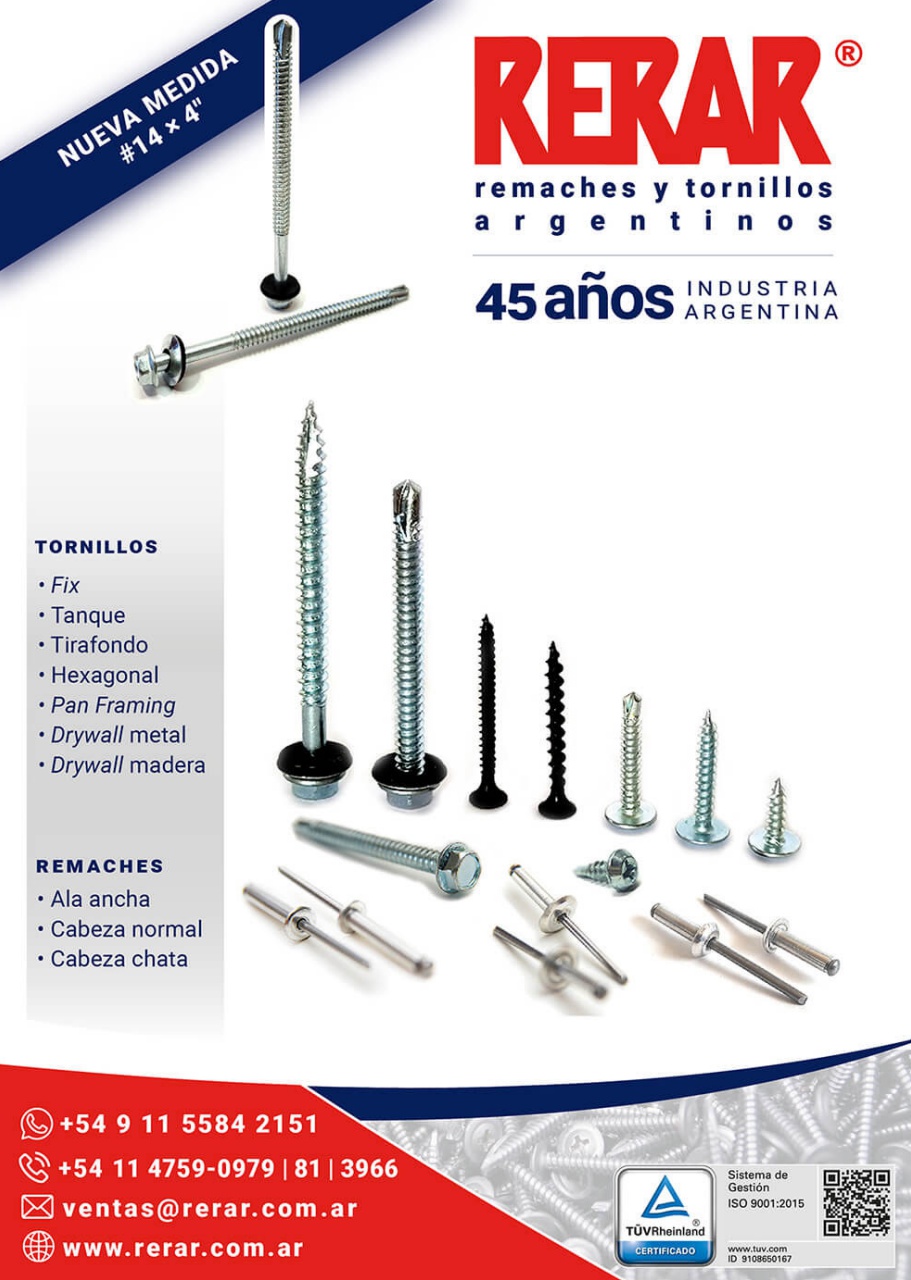 NUEVA MEDIDA
#14 × 4"
RERAR®
remaches y tornillos
argentinos
45 años INDUSTRIA
ARGENTINA
TORNILLOS
• Fix
• Tanque
• Tirafondo
• Hexagonal
• Pan Framing
• Drywall metal
• Drywall madera
REMACHES
• Ala ancha
• Cabeza normal
• Cabeza chata
+54 9 11 5584 2151
+54 11 4759-0979 | 81 | 3966
ventas@rerar.com.ar
www.rerar.com.ar
TÜVRheinland®
CERTIFICADO
Sistema de
Gestión
ISO 9001:2015
www.tuv.com
ID 9108650167